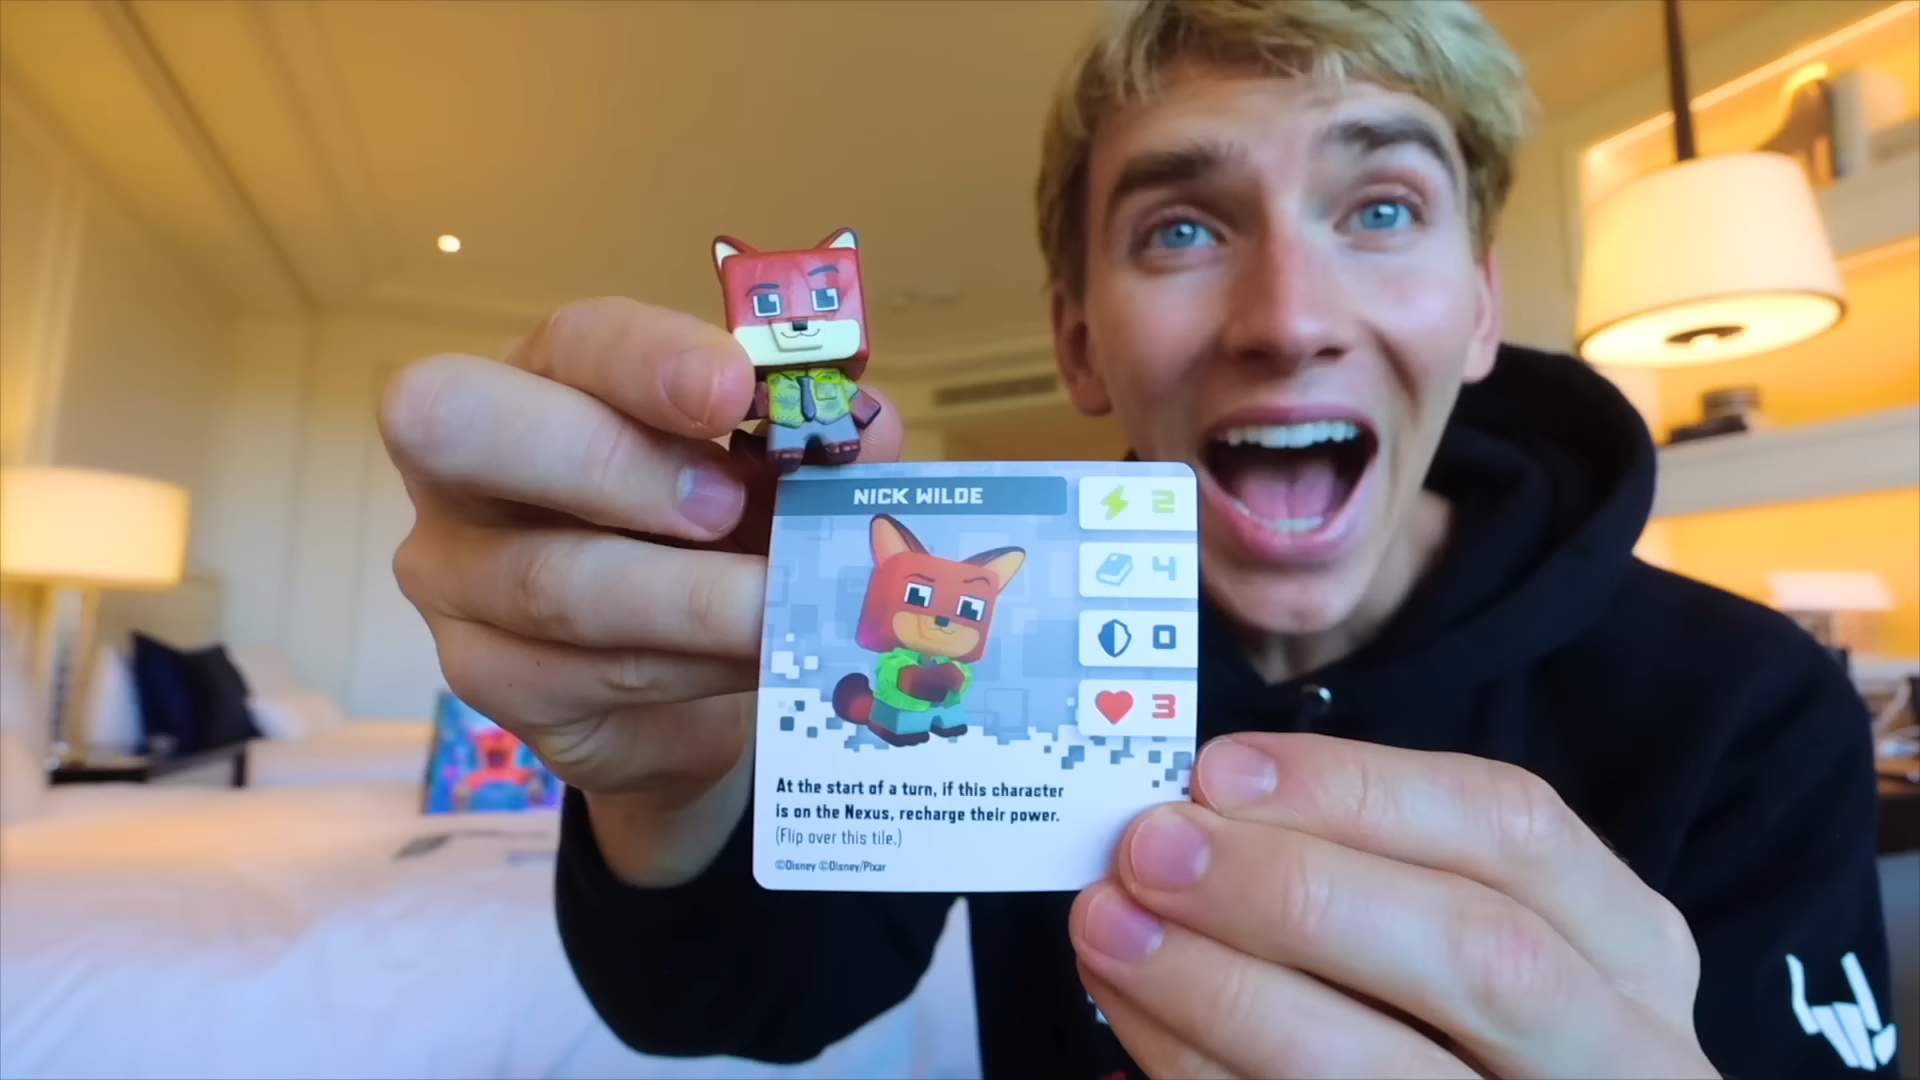 NICK WILDE
2
4
0
3
At the start of a turn, if this character
is on the Nexus, recharge their power.
(Flip over this tile.)
©Disney ©Disney/Pixar